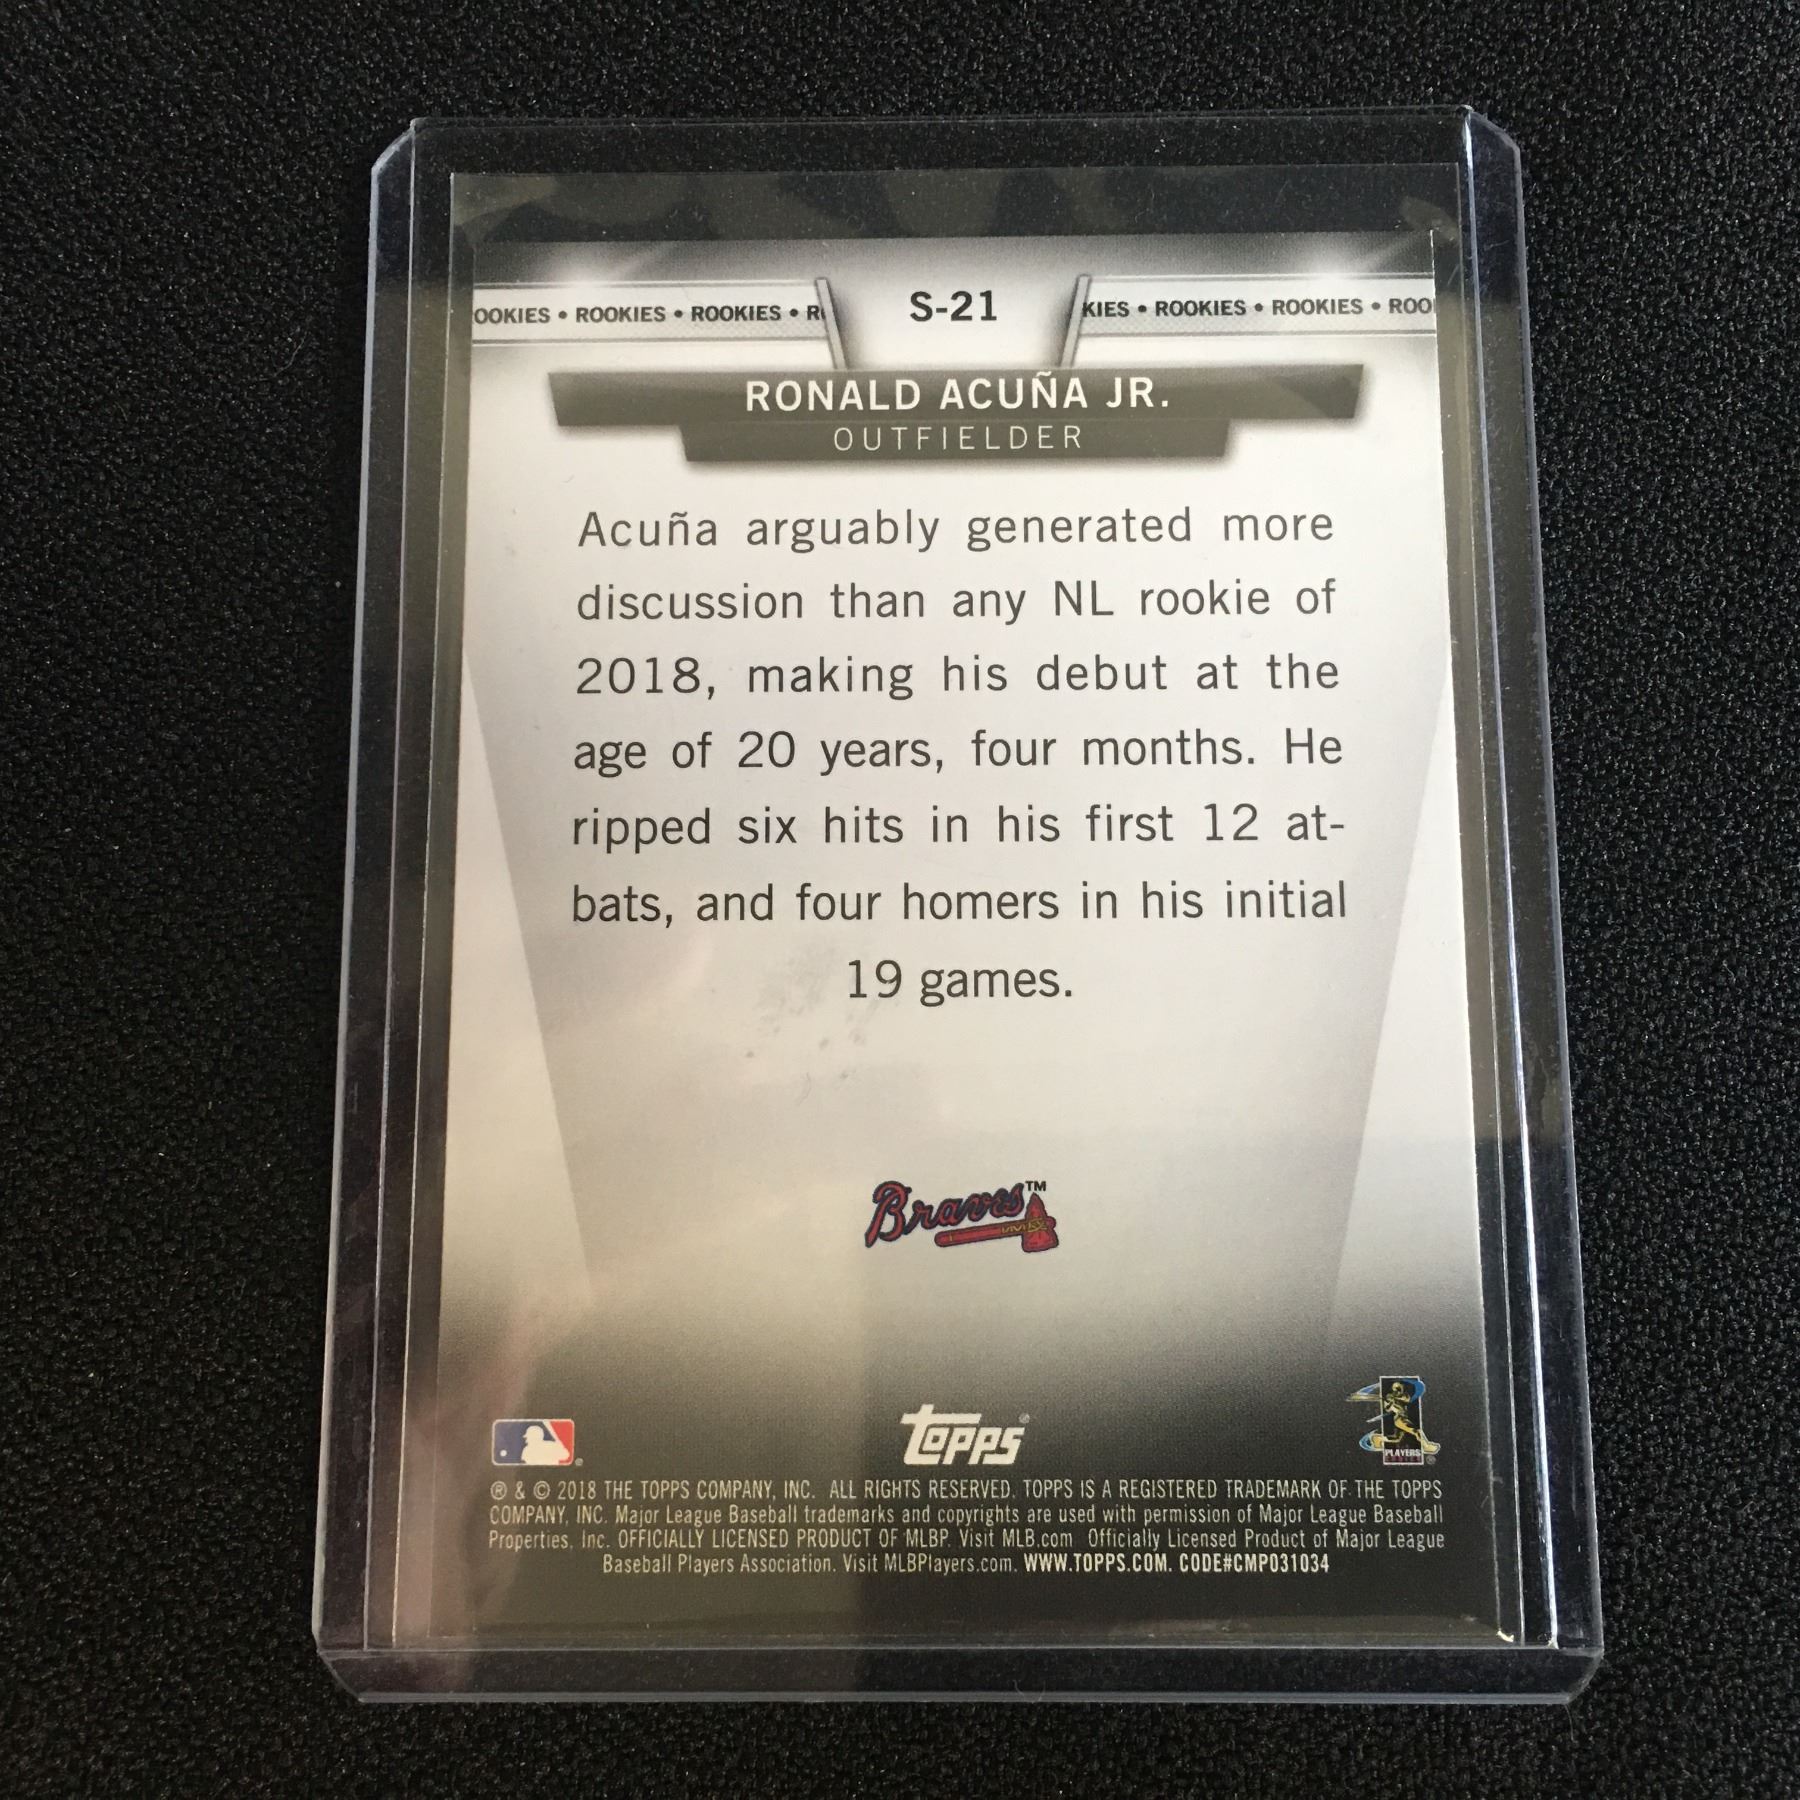 OOKIES • ROOKIES • ROOKIES • R
S-21
KIES • ROOKIES • ROOKIES • ROO
RONALD ACUÑA JR.
OUTFIELDER
Acuña arguably generated more
discussion than any NL rookie of
2018, making his debut at the
age of 20 years, four months. He
ripped six hits in his first 12 at-
bats, and four homers in his initial
19 games.
Braves™
Topps®
PLAYERS
® & © 2018 THE TOPPS COMPANY, INC. ALL RIGHTS RESERVED. TOPPS IS A REGISTERED TRADEMARK OF THE TOPPS
COMPANY, INC. Major League Baseball trademarks and copyrights are used with permission of Major League Baseball
Properties, Inc. OFFICIALLY LICENSED PRODUCT OF MLBP. Visit MLB.com Officially Licensed Product of Major League
Baseball Players Association. Visit MLBPlayers.com. WWW.TOPPS.COM. CODE#CMP031034